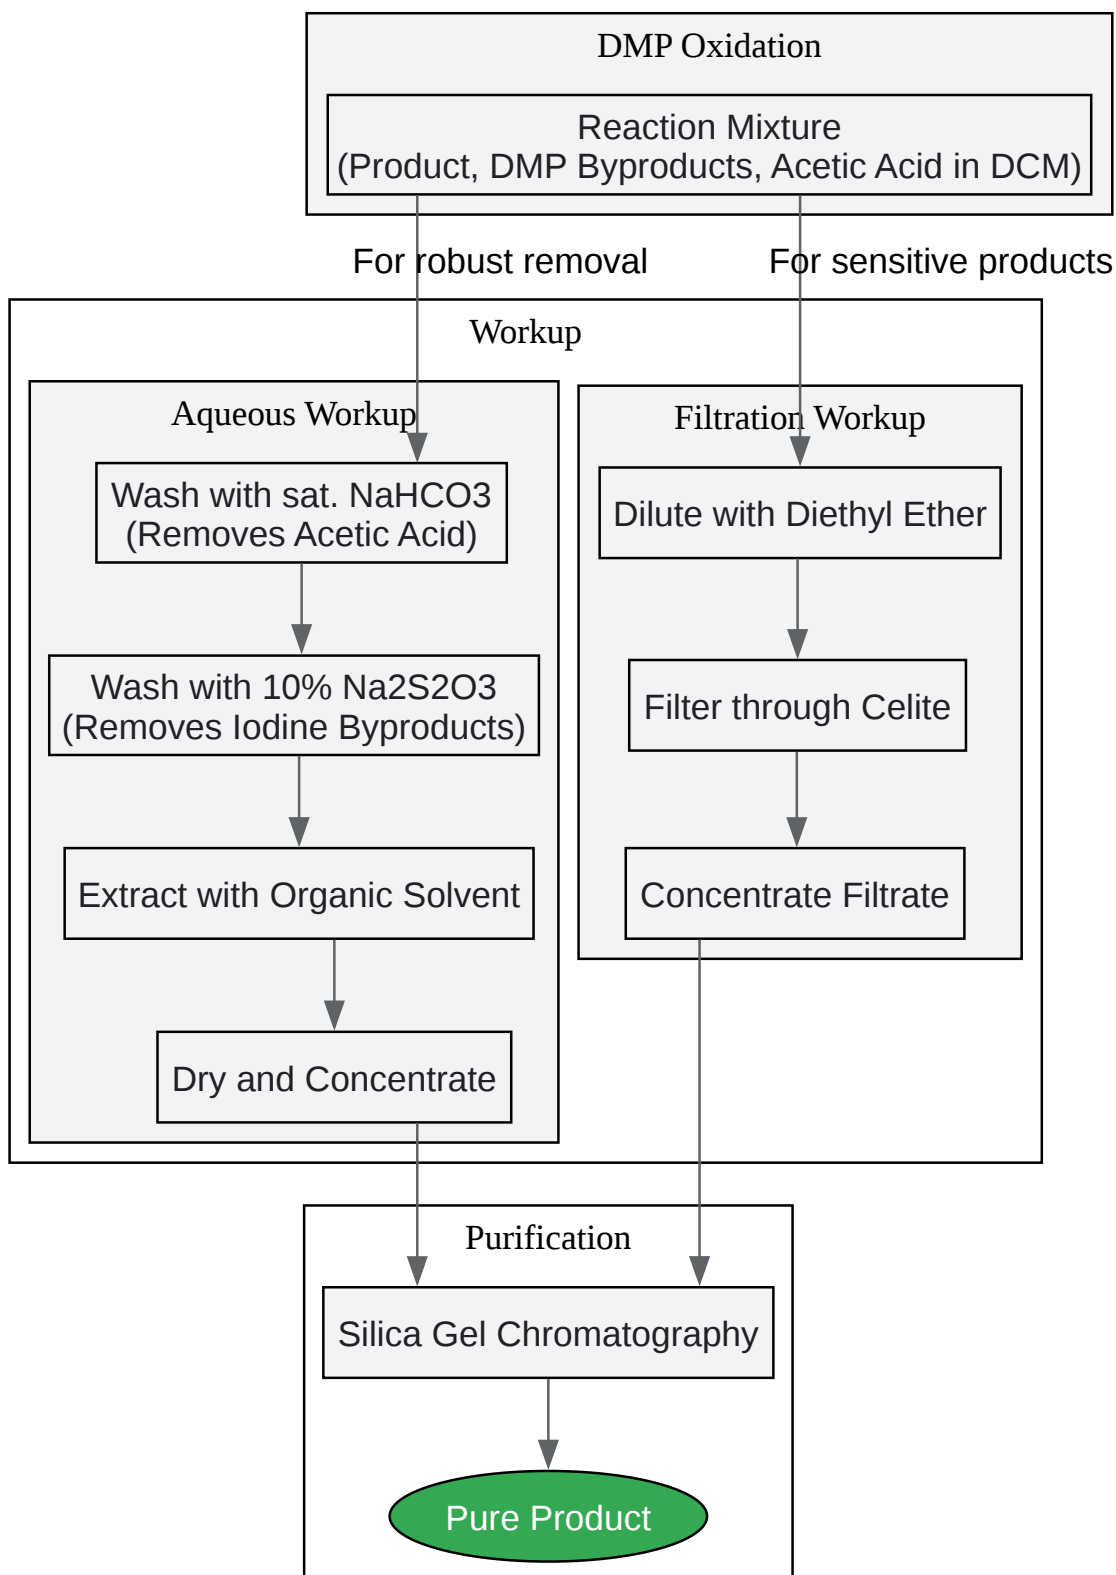 DMP Oxidation
Reaction Mixture
(Product, DMP Byproducts, Acetic Acid in DCM)
For robust removal
For sensitive products
Workup
Aqueous Workup
Wash with sat. NaHCO3
(Removes Acetic Acid)
Wash with 10% Na2S2O3
(Removes Iodine Byproducts)
Extract with Organic Solvent
Dry and Concentrate
Filtration Workup
Dilute with Diethyl Ether
Filter through Celite
Concentrate Filtrate
Purification
Silica Gel Chromatography
Pure Product